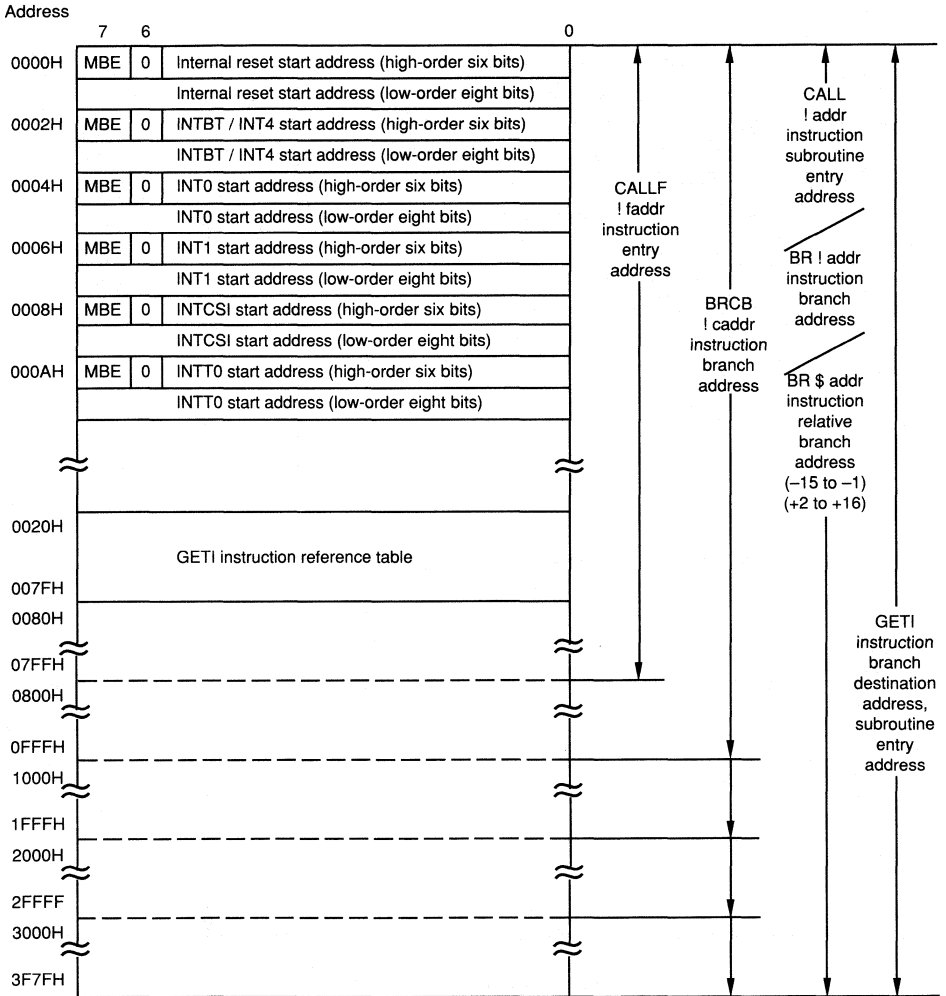 Address
7 6 0
0000H MBE 0 Internal reset start address (high-order six bits)
Internal reset start address (low-order eight bits)
0002H MBE 0 INTBT / INT4 start address (high-order six bits)
INTBT / INT4 start address (low-order eight bits)
0004H MBE 0 INT0 start address (high-order six bits)
INT0 start address (low-order eight bits)
0006H MBE 0 INT1 start address (high-order six bits)
INT1 start address (low-order eight bits)
0008H MBE 0 INTCSI start address (high-order six bits)
INTCSI start address (low-order eight bits)
000AH MBE 0 INTT0 start address (high-order six bits)
INTT0 start address (low-order eight bits)
0020H
GETI instruction reference table
007FH
0080H
07FFH
0800H
0FFFH
1000H
1FFFH
2000H
2FFFF
3000H
3F7FH
CALLF
! faddr
instruction
entry
address
BRCB
! caddr
instruction
branch
address
CALL
! addr
instruction
subroutine
entry
address
BR ! addr
instruction
branch
address
BR $ addr
instruction
relative
branch
address
(–15 to –1)
(+2 to +16)
GETI
instruction
branch
destination
address,
subroutine
entry
address